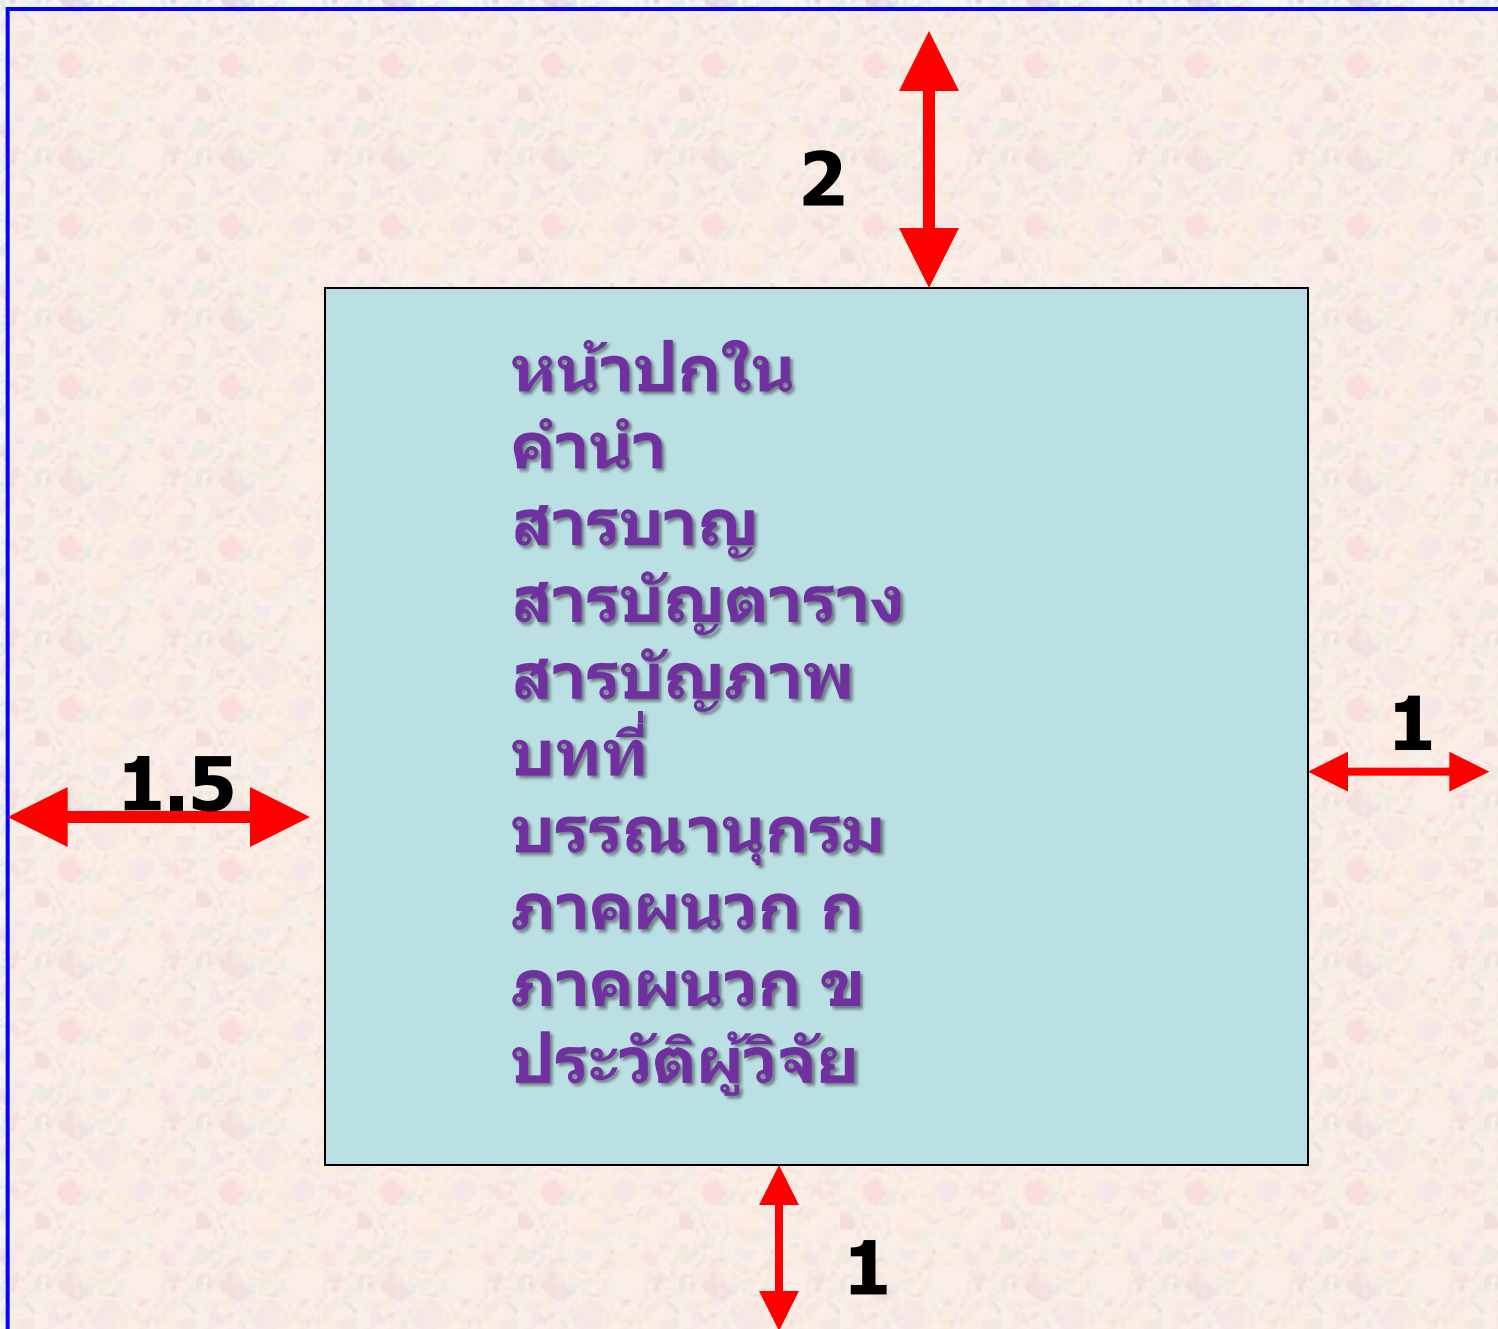 2
หน้าปกใน
คำนำ
สารบาญ
สารบัญตาราง
สารบัญภาพ
บทที่
1
1.5
บรรณานุกรม
ภาคผนวก ก
ภาคผนวก ข
ประวัติผู้วิจัย
1